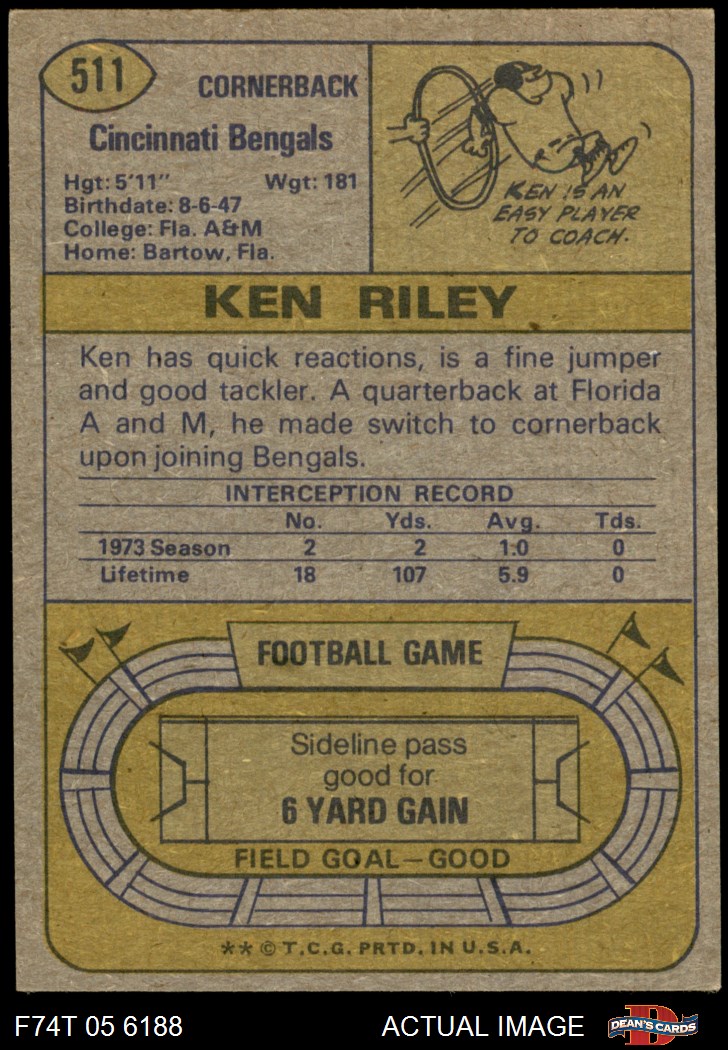 511
CORNERBACK
Cincinnati Bengals
Hgt: 5'11" Wgt: 181
Birthdate: 8-6-47
College: Fla. A&M
Home: Bartow, Fla.
KEN IS AN
EASY PLAYER
TO COACH.
KEN RILEY
Ken has quick reactions, is a fine jumper
and good tackler. A quarterback at Florida
A and M, he made switch to cornerback
upon joining Bengals.
INTERCEPTION RECORD
No. Yds. Avg. Tds.
1973 Season 2 2 1.0 0
Lifetime 18 107 5.9 0
FOOTBALL GAME
Sideline pass
good for
6 YARD GAIN
FIELD GOAL—GOOD
** © T.C.G. PRTD. IN U.S.A.
F74T 05 6188 ACTUAL IMAGE DEAN'S CARDS